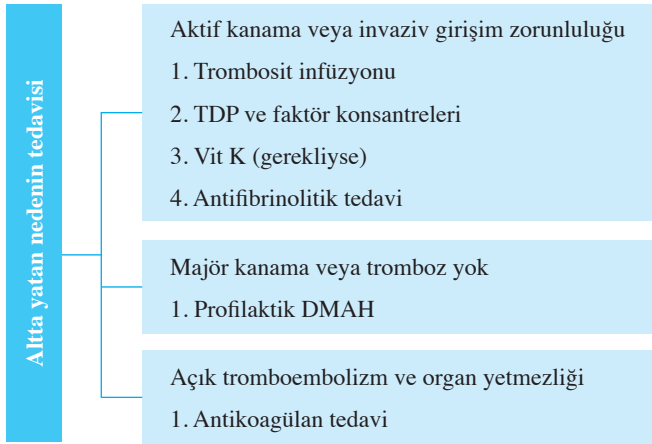 Altta yatan nedenin tedavisi
Aktif kanama veya invaziv girişim zorunluluğu
1. Trombosit infüzyonu
2. TDP ve faktör konsantreleri
3. Vit K (gerekliyse)
4. Antifibrinolitik tedavi
Majör kanama veya tromboz yok
1. Profilaktik DMAH
Açık tromboembolizm ve organ yetmezliği
1. Antikoagülan tedavi